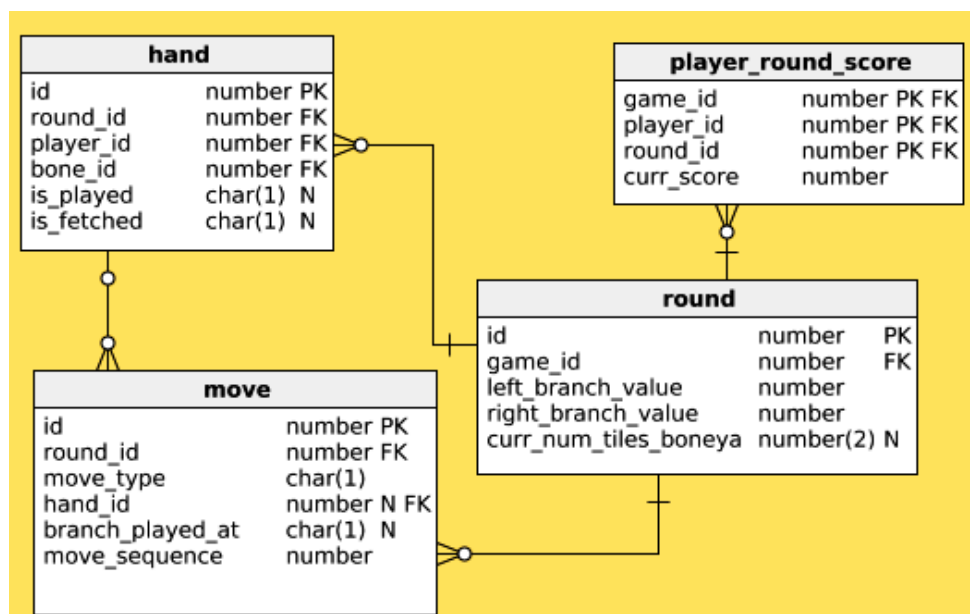 hand
id number PK
round_id number FK
player_id number FK
bone_id number FK
is_played char(1) N
is_fetched char(1) N
player_round_score
game_id number PK FK
player_id number PK FK
round_id number PK FK
curr_score number
round
id number PK
game_id number FK
left_branch_value number
right_branch_value number
curr_num_tiles_boneya number(2) N
move
id number PK
round_id number FK
move_type char(1)
hand_id number N FK
branch_played_at char(1) N
move_sequence number